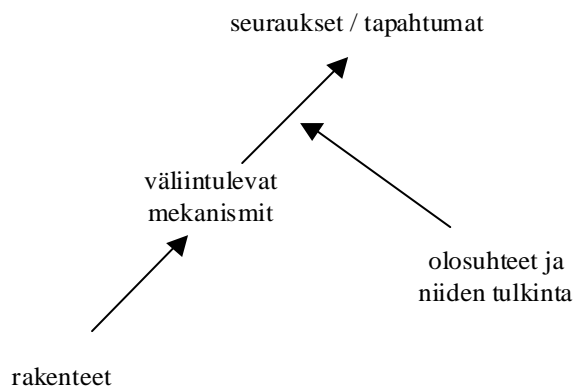 seuraukset / tapahtumat
väliintulevat
mekanismit
olosuhteet ja
niiden tulkinta
rakenteet